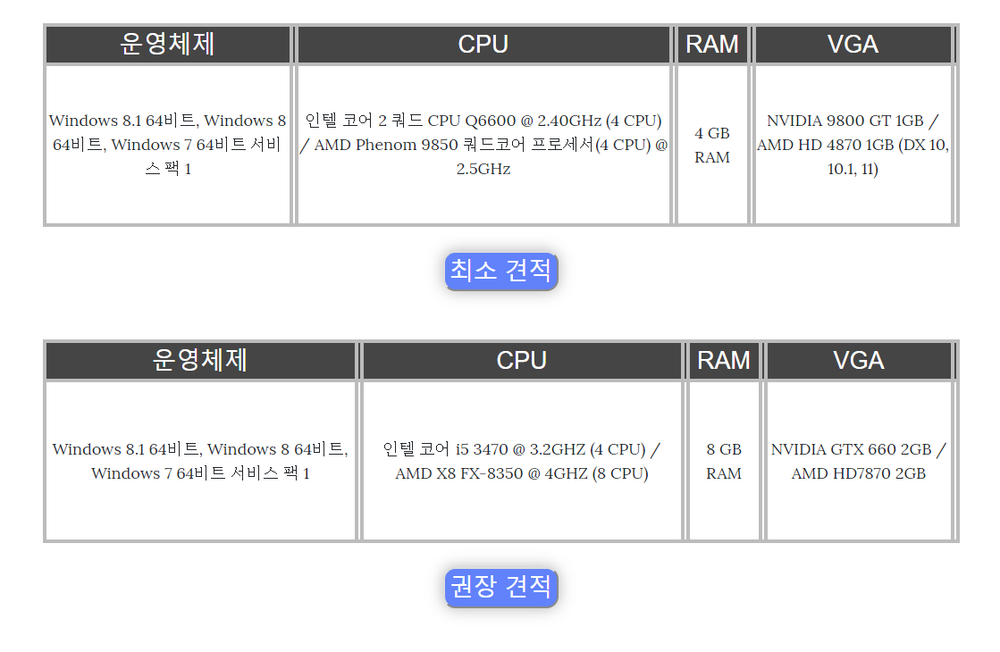 운영체제 CPU RAM VGA
Windows 8.1 64비트, Windows 8
64비트, Windows 7 64비트 서비
스 팩 1
인텔 코어 2 쿼드 CPU Q6600 @ 2.40GHz (4 CPU)
/ AMD Phenom 9850 쿼드코어 프로세서(4 CPU) @
2.5GHz
4 GB
RAM
NVIDIA 9800 GT 1GB /
AMD HD 4870 1GB (DX 10,
10.1, 11)
최소 견적
운영체제 CPU RAM VGA
Windows 8.1 64비트, Windows 8 64비트,
Windows 7 64비트 서비스 팩 1
인텔 코어 i5 3470 @ 3.2GHZ (4 CPU) /
AMD X8 FX-8350 @ 4GHZ (8 CPU)
8 GB
RAM
NVIDIA GTX 660 2GB /
AMD HD7870 2GB
권장 견적